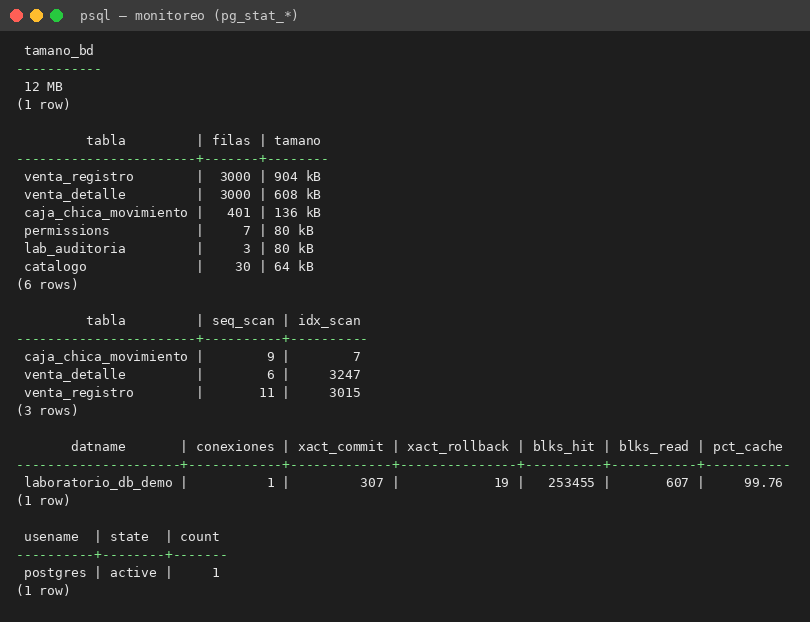 psql — monitoreo (pg_stat_*)
 tamano_bd
-----------
 12 MB
(1 row)

         tabla         | filas | tamano
-----------------------+-------+--------
 venta_registro        |  3000 | 904 kB
 venta_detalle         |  3000 | 608 kB
 caja_chica_movimiento |   401 | 136 kB
 permissions           |     7 | 80 kB
 lab_auditoria         |     3 | 80 kB
 catalogo              |    30 | 64 kB
(6 rows)

         tabla         | seq_scan | idx_scan
-----------------------+----------+----------
 caja_chica_movimiento |        9 |        7
 venta_detalle         |        6 |     3247
 venta_registro        |       11 |     3015
(3 rows)

       datname       | conexiones | xact_commit | xact_rollback | blks_hit | blks_read | pct_cache
---------------------+------------+-------------+---------------+----------+-----------+-----------
 laboratorio_db_demo |          1 |         307 |            19 |   253455 |       607 |     99.76
(1 row)

 usename  | state  | count
----------+--------+-------
 postgres | active |     1
(1 row)